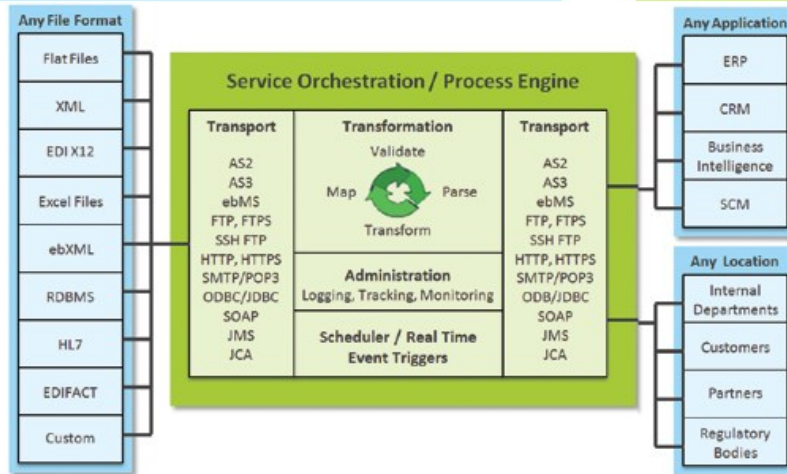 Any File Format
Flat Files
XML
EDI X12
Excel Files
ebXML
RDBMS
HL7
EDIFACT
Custom
Service Orchestration / Process Engine
Transport
AS2
AS3
ebMS
FTP, FTPS
SSH FTP
HTTP, HTTPS
SMTP/POP3
ODBC/JDBC
SOAP
JMS
JCA
Transformation
Validate
Map
Parse
Transform
Administration
Logging, Tracking, Monitoring
Scheduler / Real Time
Event Triggers
Transport
AS2
AS3
ebMS
FTP, FTPS
SSH FTP
HTTP, HTTPS
SMTP/POP3
ODB/JDBC
SOAP
JMS
JCA
Any Application
ERP
CRM
Business
Intelligence
SCM
Any Location
Internal
Departments
Customers
Partners
Regulatory
Bodies